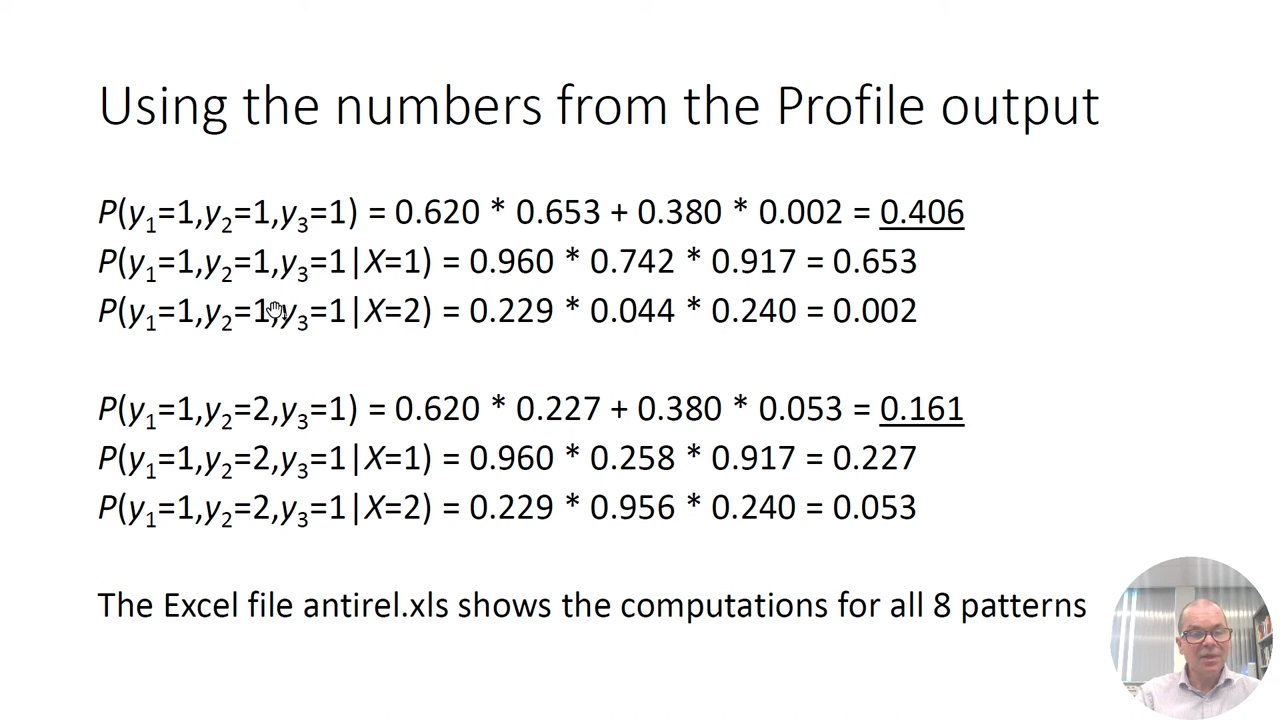 Using the numbers from the Profile output
P(y₁=1,y₂=1,y₃=1) = 0.620 * 0.653 + 0.380 * 0.002 = 0.406
P(y₁=1,y₂=1,y₃=1|X=1) = 0.960 * 0.742 * 0.917 = 0.653
P(y₁=1,y₂=1,y₃=1|X=2) = 0.229 * 0.044 * 0.240 = 0.002
P(y₁=1,y₂=2,y₃=1) = 0.620 * 0.227 + 0.380 * 0.053 = 0.161
P(y₁=1,y₂=2,y₃=1|X=1) = 0.960 * 0.258 * 0.917 = 0.227
P(y₁=1,y₂=2,y₃=1|X=2) = 0.229 * 0.956 * 0.240 = 0.053
The Excel file antirel.xls shows the computations for all 8 patterns